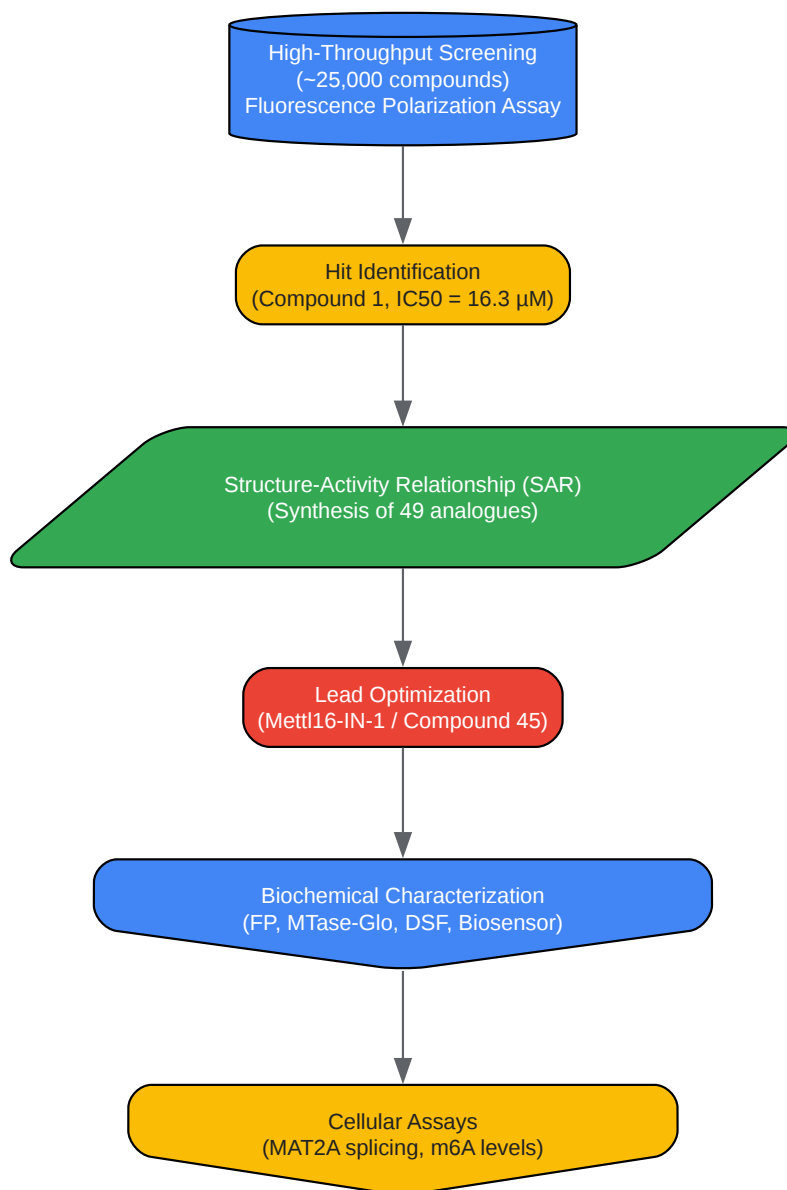 High-Throughput Screening
(~25,000 compounds)
Fluorescence Polarization Assay
Hit Identification
(Compound 1, IC50 = 16.3 µM)
Structure-Activity Relationship (SAR)
(Synthesis of 49 analogues)
Lead Optimization
(Mettl16-IN-1 / Compound 45)
Biochemical Characterization
(FP, MTase-Glo, DSF, Biosensor)
Cellular Assays
(MAT2A splicing, m6A levels)